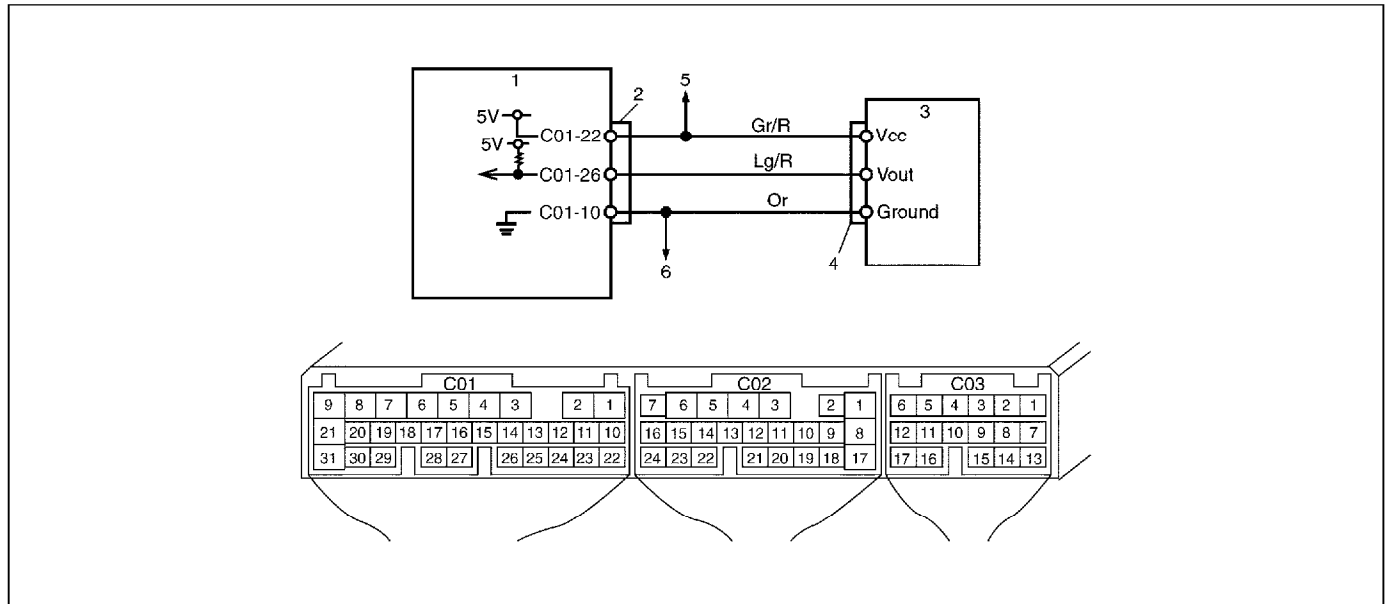 1
5
2
3
5V
C01-22
Gr/R
Vcc
5V
C01-26
Lg/R
Vout
C01-10
Or
Ground
6
4
C01 C02 C03
9 8 7 6 5 4 3 2 1 7 6 5 4 3 2 1 6 5 4 3 2 1
21 20 19 18 17 16 15 14 13 12 11 10 16 15 14 13 12 11 10 9 8 12 11 10 9 8 7
31 30 29 28 27 26 25 24 23 22 24 23 22 21 20 19 18 17 17 16 15 14 13